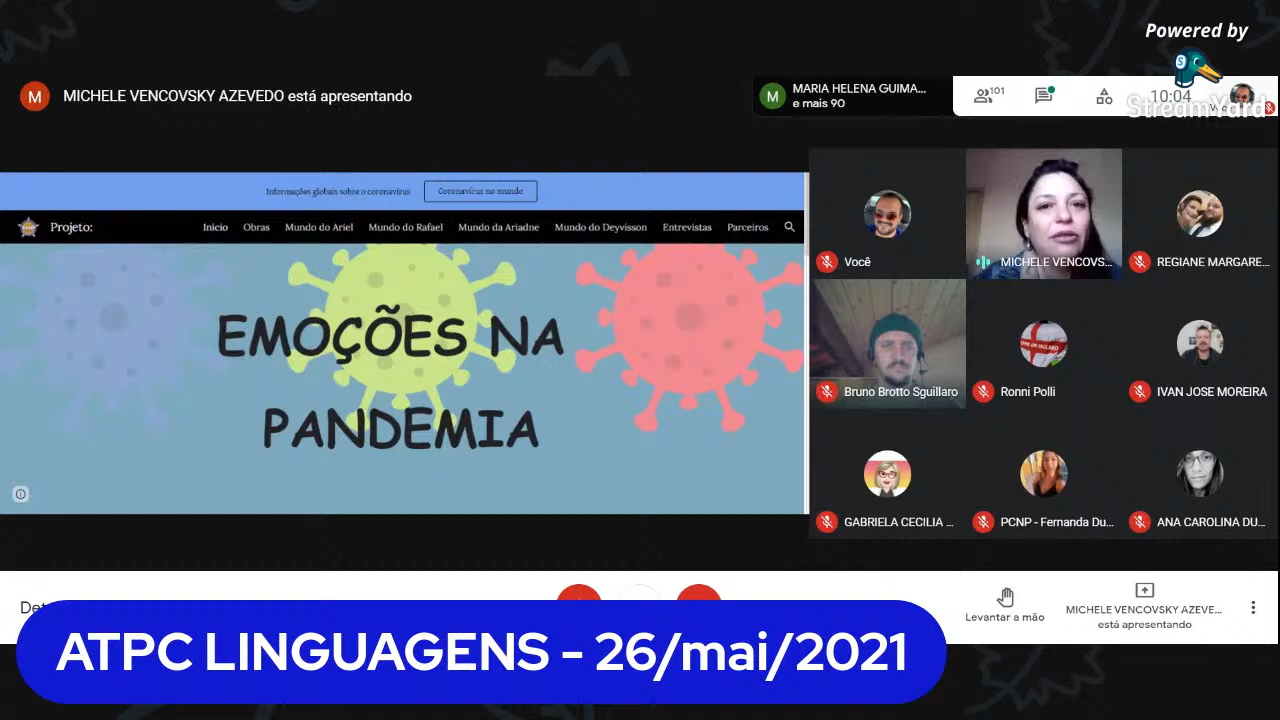 Powered by
StreamYard
M
MICHELE VENCOVSKY AZEVEDO está apresentando
M
MARIA HELENA GUIMA...
e mais 90
101
10:04
Informações globais sobre o coronavírus
Coronavírus no mundo
Projeto:
Início
Obras
Mundo do Ariel
Mundo do Rafael
Mundo da Ariadne
Mundo do Deyvisson
Entrevistas
Parceiros
EMOÇÕES NA
PANDEMIA
Você
MICHELE VENCOVS...
REGIANE MARGARE...
Bruno Brotto Sguillaro
Ronni Polli
IVAN JOSE MOREIRA
GABRIELA CECILIA ...
PCNP - Fernanda Du...
ANA CAROLINA DU...
Levantar a mão
MICHELE VENCOVSKY AZEVE...
está apresentando
ATPC LINGUAGENS - 26/mai/2021